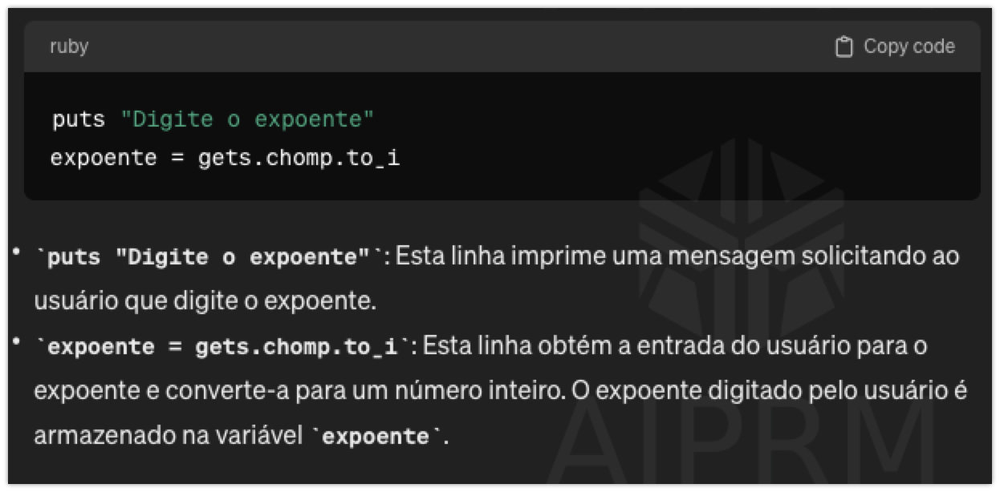 ruby
Copy code
puts "Digite o expoente"
expoente = gets.chomp.to_i
• `puts "Digite o expoente"`: Esta linha imprime uma mensagem solicitando ao
usuário que digite o expoente.
• `expoente = gets.chomp.to_i`: Esta linha obtém a entrada do usuário para o
expoente e converte-a para um número inteiro. O expoente digitado pelo usuário é
armazenado na variável `expoente`.
AIPRM